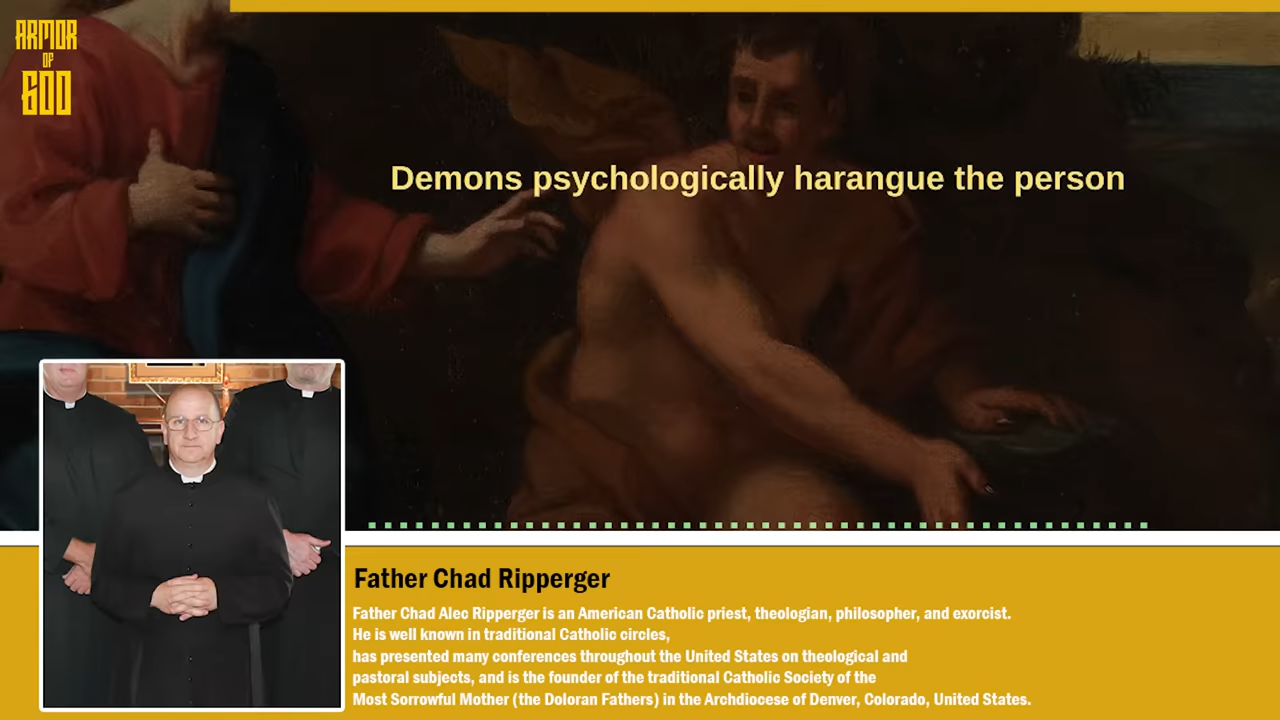 ARMOR
OF
GOD
Demons psychologically harangue the person
Father Chad Ripperger
Father Chad Alec Ripperger is an American Catholic priest, theologian, philosopher, and exorcist.
He is well known in traditional Catholic circles,
has presented many conferences throughout the United States on theological and
pastoral subjects, and is the founder of the traditional Catholic Society of the
Most Sorrowful Mother (the Doloran Fathers) in the Archdiocese of Denver, Colorado, United States.